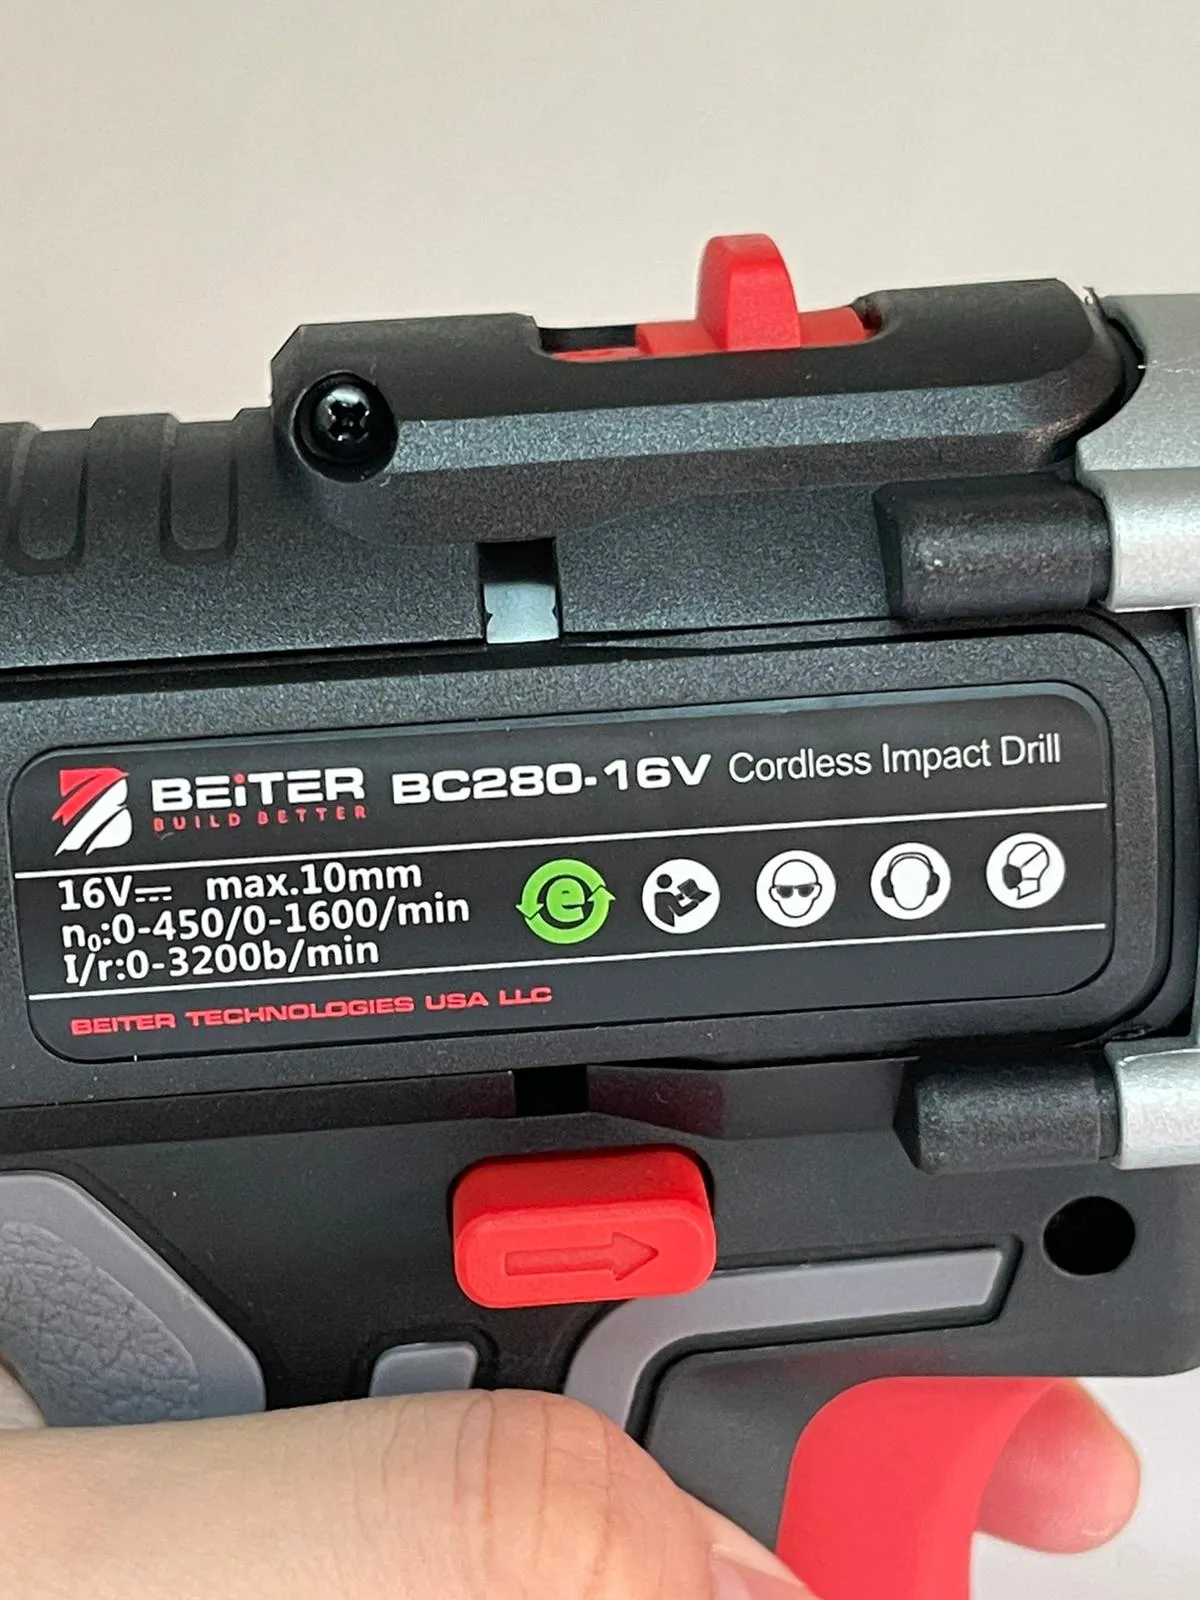 BEiTER BC280-16V Cordless Impact Drill
BUILD BETTER
16V⎓ max.10mm
n₀:0-450/0-1600/min
I/r:0-3200b/min
e
BEITER TECHNOLOGIES USA LLC